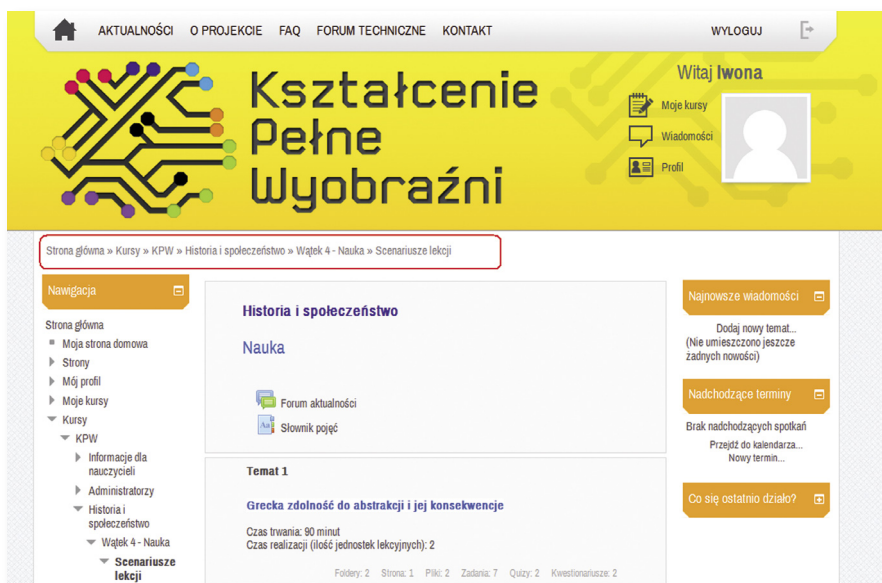 AKTUALNOŚCI O PROJEKCIE FAQ FORUM TECHNICZNE KONTAKT WYLOGUJ
Kształcenie
Pełne
Wyobraźni
Witaj Iwona
Moje kursy
Wiadomości
Profil
Strona główna » Kursy » KPW » Historia i społeczeństwo » Wątek 4 - Nauka » Scenariusze lekcji
Nawigacja
Strona główna
Moja strona domowa
Strony
Mój profil
Moje kursy
Kursy
KPW
Informacje dla
nauczycieli
Administratorzy
Historia i
społeczeństwo
Wątek 4 - Nauka
Scenariusze
lekcji
Historia i społeczeństwo
Nauka
Forum aktualności
Aa
Słownik pojęć
Temat 1
Grecka zdolność do abstrakcji i jej konsekwencje
Czas trwania: 90 minut
Czas realizacji (ilość jednostek lekcyjnych): 2
Foldery: 2 Strona: 1 Pliki: 2 Zadania: 7 Quizy: 2 Kwestionariusze: 2
Najnowsze wiadomości
Dodaj nowy temat...
(Nie umieszczono jeszcze
żadnych nowości)
Nadchodzące terminy
Brak nadchodzących spotkań
Przejdź do kalendarza...
Nowy termin...
Co się ostatnio działo?